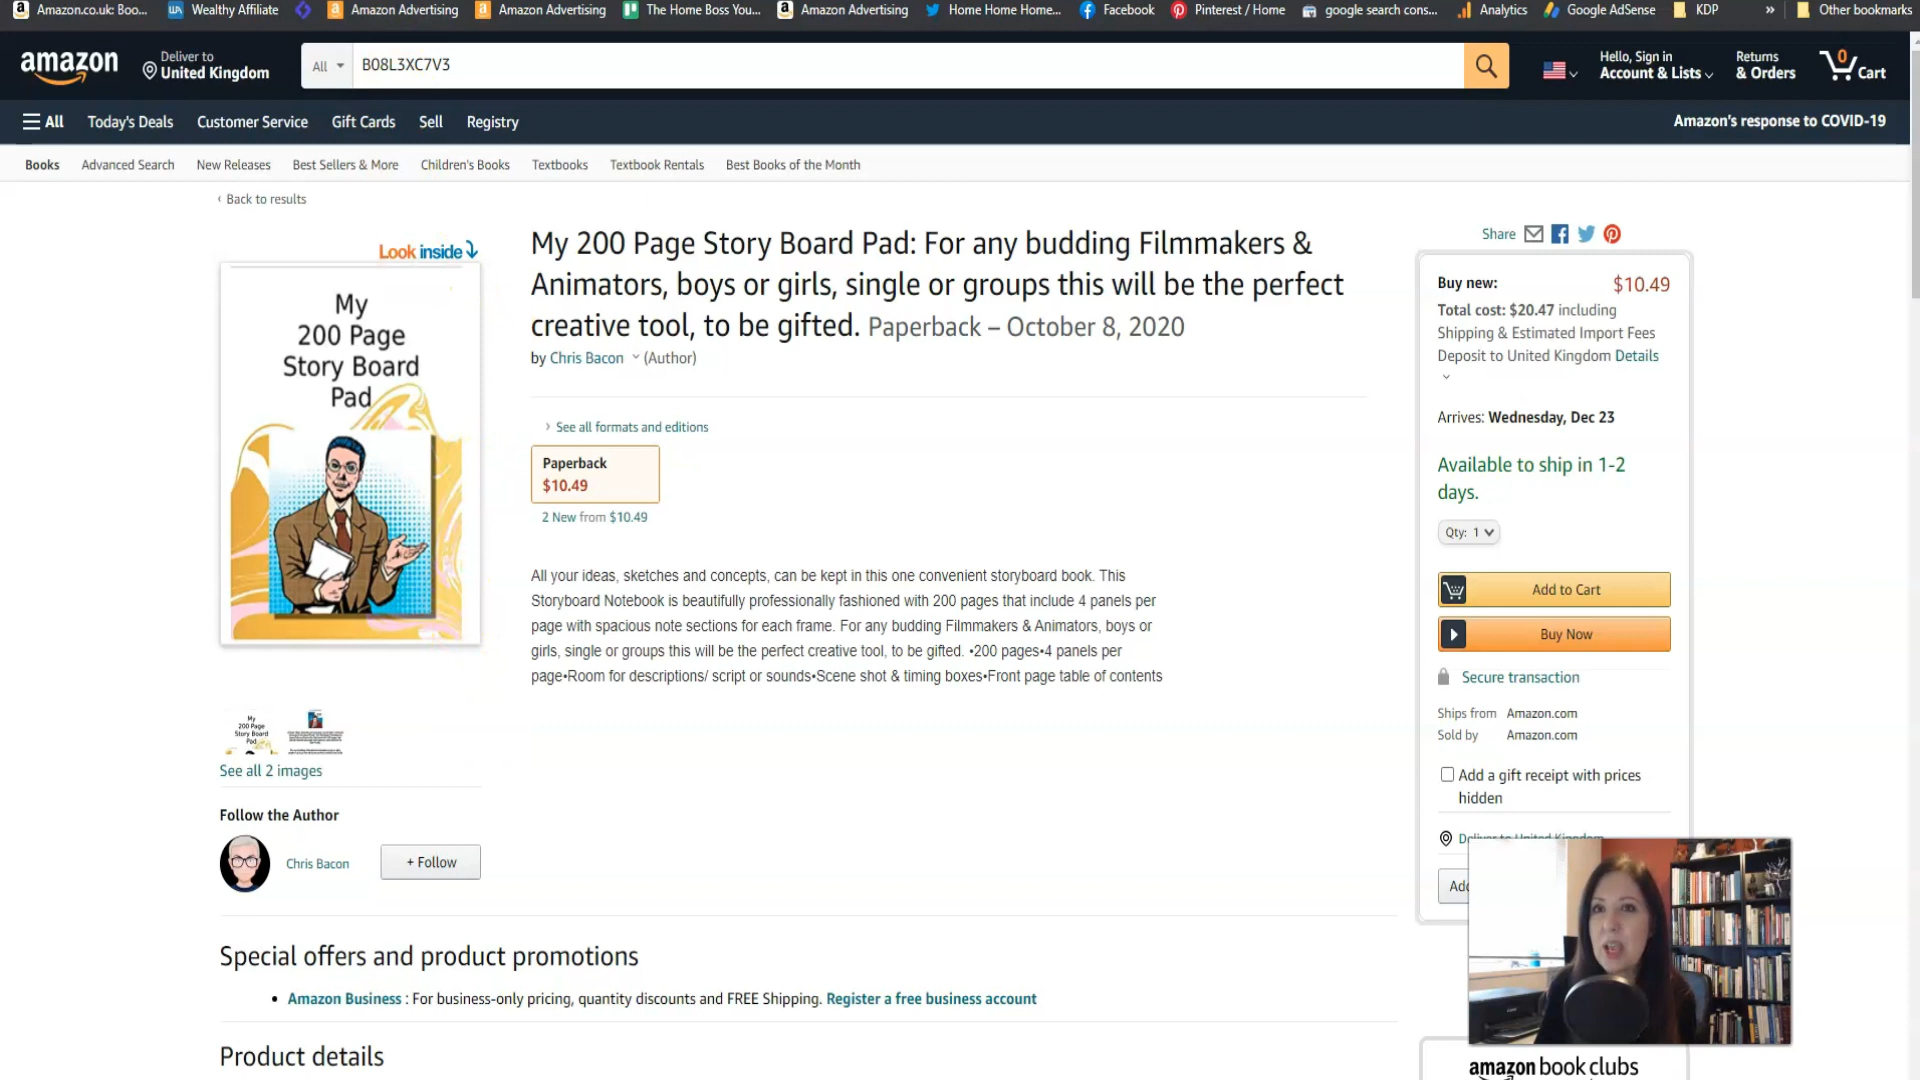 Amazon.co.uk: Boo...
Wealthy Affiliate
Amazon Advertising
Amazon Advertising
The Home Boss You...
Amazon Advertising
Home Home Home...
Facebook
Pinterest / Home
google search cons...
Analytics
Google AdSense
KDP
»
Other bookmarks
amazon
Deliver to
United Kingdom
All
B08L3XC7V3
Hello, Sign in
Account & Lists
Returns
& Orders
0
Cart
All
Today's Deals
Customer Service
Gift Cards
Sell
Registry
Amazon's response to COVID-19
Books
Advanced Search
New Releases
Best Sellers & More
Children's Books
Textbooks
Textbook Rentals
Best Books of the Month
‹ Back to results
Look inside
My
200 Page
Story Board
Pad
My
200 Page
Story Board
Pad
See all 2 images
Follow the Author
Chris Bacon
+ Follow
My 200 Page Story Board Pad: For any budding Filmmakers &
Animators, boys or girls, single or groups this will be the perfect
creative tool, to be gifted. Paperback – October 8, 2020
by Chris Bacon (Author)
› See all formats and editions
Paperback
$10.49
2 New from $10.49
All your ideas, sketches and concepts, can be kept in this one convenient storyboard book. This
Storyboard Notebook is beautifully professionally fashioned with 200 pages that include 4 panels per
page with spacious note sections for each frame. For any budding Filmmakers & Animators, boys or
girls, single or groups this will be the perfect creative tool, to be gifted. •200 pages•4 panels per
page•Room for descriptions/ script or sounds•Scene shot & timing boxes•Front page table of contents
Share
Buy new:
$10.49
Total cost: $20.47 including
Shipping & Estimated Import Fees
Deposit to United Kingdom Details
Arrives: Wednesday, Dec 23
Available to ship in 1-2
days.
Qty: 1
Add to Cart
Buy Now
Secure transaction
Ships from Amazon.com
Sold by Amazon.com
Add a gift receipt with prices
hidden
Deliver to United Kingdom
Special offers and product promotions
• Amazon Business : For business-only pricing, quantity discounts and FREE Shipping. Register a free business account
Product details
amazon book clubs